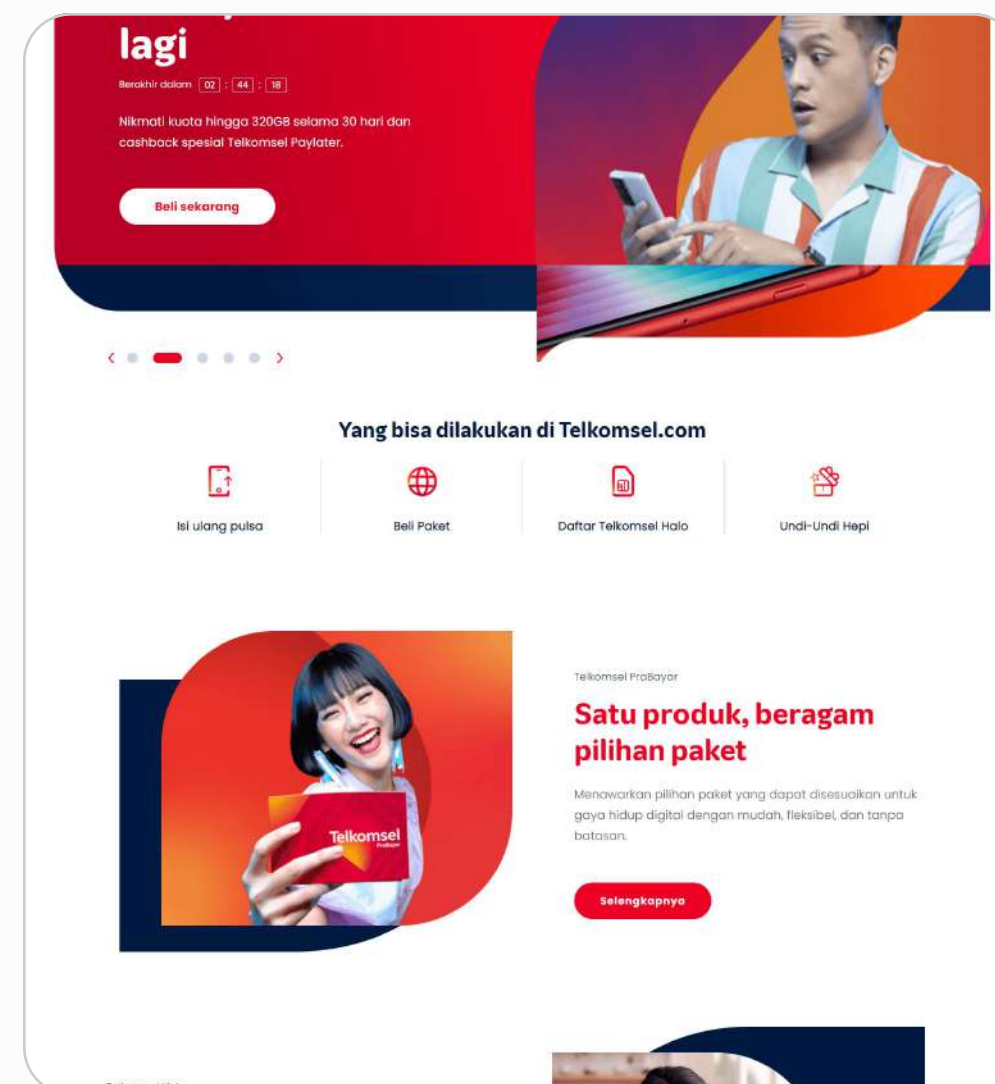 lagi
Berakhir dalam 02 : 44 : 18
Nikmati kuota hingga 320GB selama 30 hari dan
cashback spesial Telkomsel Paylater.
Beli sekarang
Yang bisa dilakukan di Telkomsel.com
Isi ulang pulsa
Beli Paket
Daftar Telkomsel Halo
Undi-Undi Hepi
Telkomsel
ProBayar
Telkomsel ProBayar
Satu produk, beragam
pilihan paket
Menawarkan pilihan paket yang dapat disesuaikan untuk
gaya hidup digital dengan mudah, fleksibel, dan tanpa
batasan.
Selengkapnya